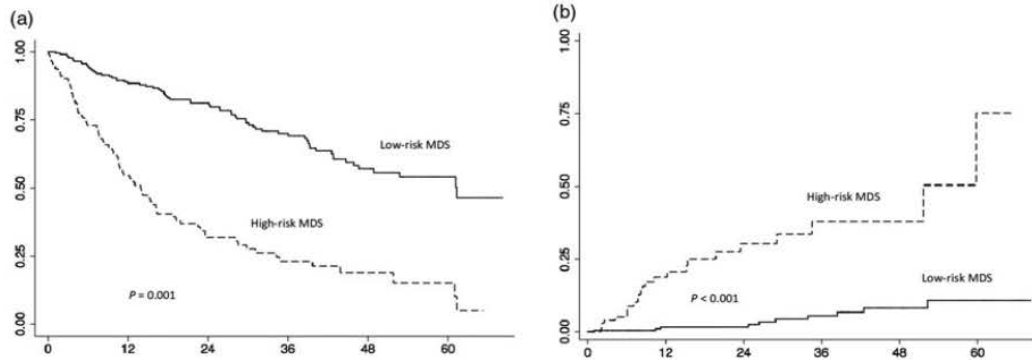 (a)
1.00
0.75
0.50
0.25
0.00
Low-risk MDS
High-risk MDS
P = 0.001
0 12 24 36 48 60
(b)
1.00
0.75
0.50
0.25
0.00
High-risk MDS
Low-risk MDS
P < 0.001
0 12 24 36 48 60